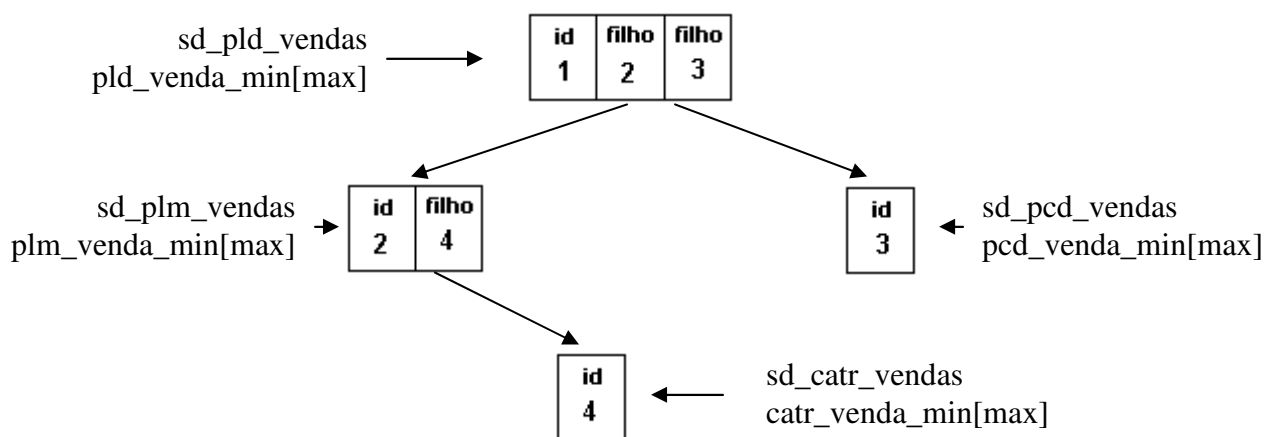 sd_pld_vendas
pld_venda_min[max]
id filho filho
1 2 3
sd_plm_vendas
plm_venda_min[max]
id filho
2 4
id
3
sd_pcd_vendas
pcd_venda_min[max]
id
4
sd_catr_vendas
catr_venda_min[max]